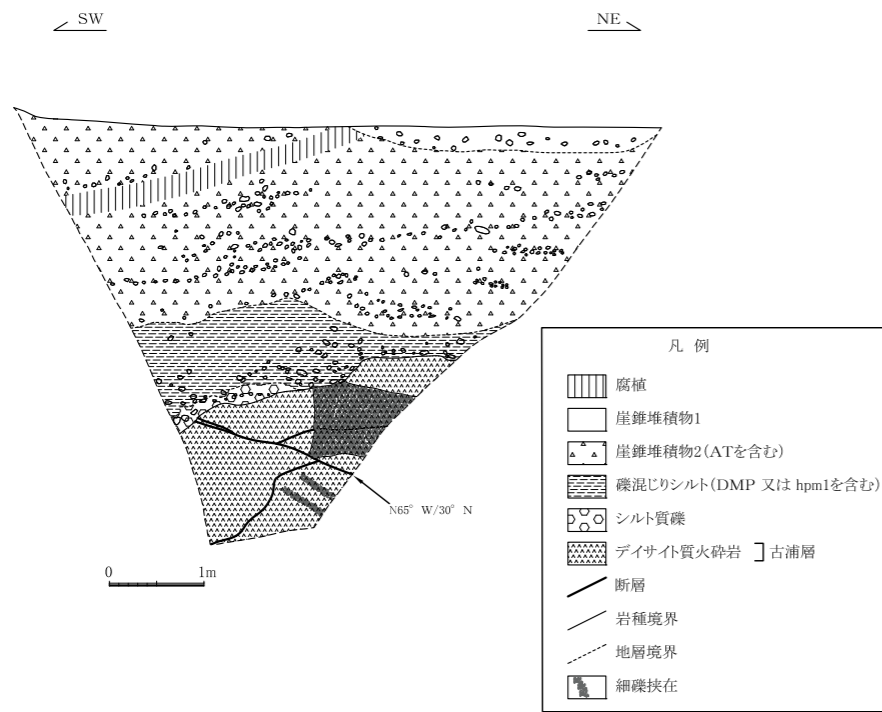 SW
NE
N65° W/30° N
0
1m
凡 例
腐植
崖錐堆積物1
崖錐堆積物2(ATを含む)
礫混じりシルト(DMP 又は hpm1を含む)
シルト質礫
デイサイト質火砕岩 古浦層
断層
岩種境界
地層境界
細礫挟在